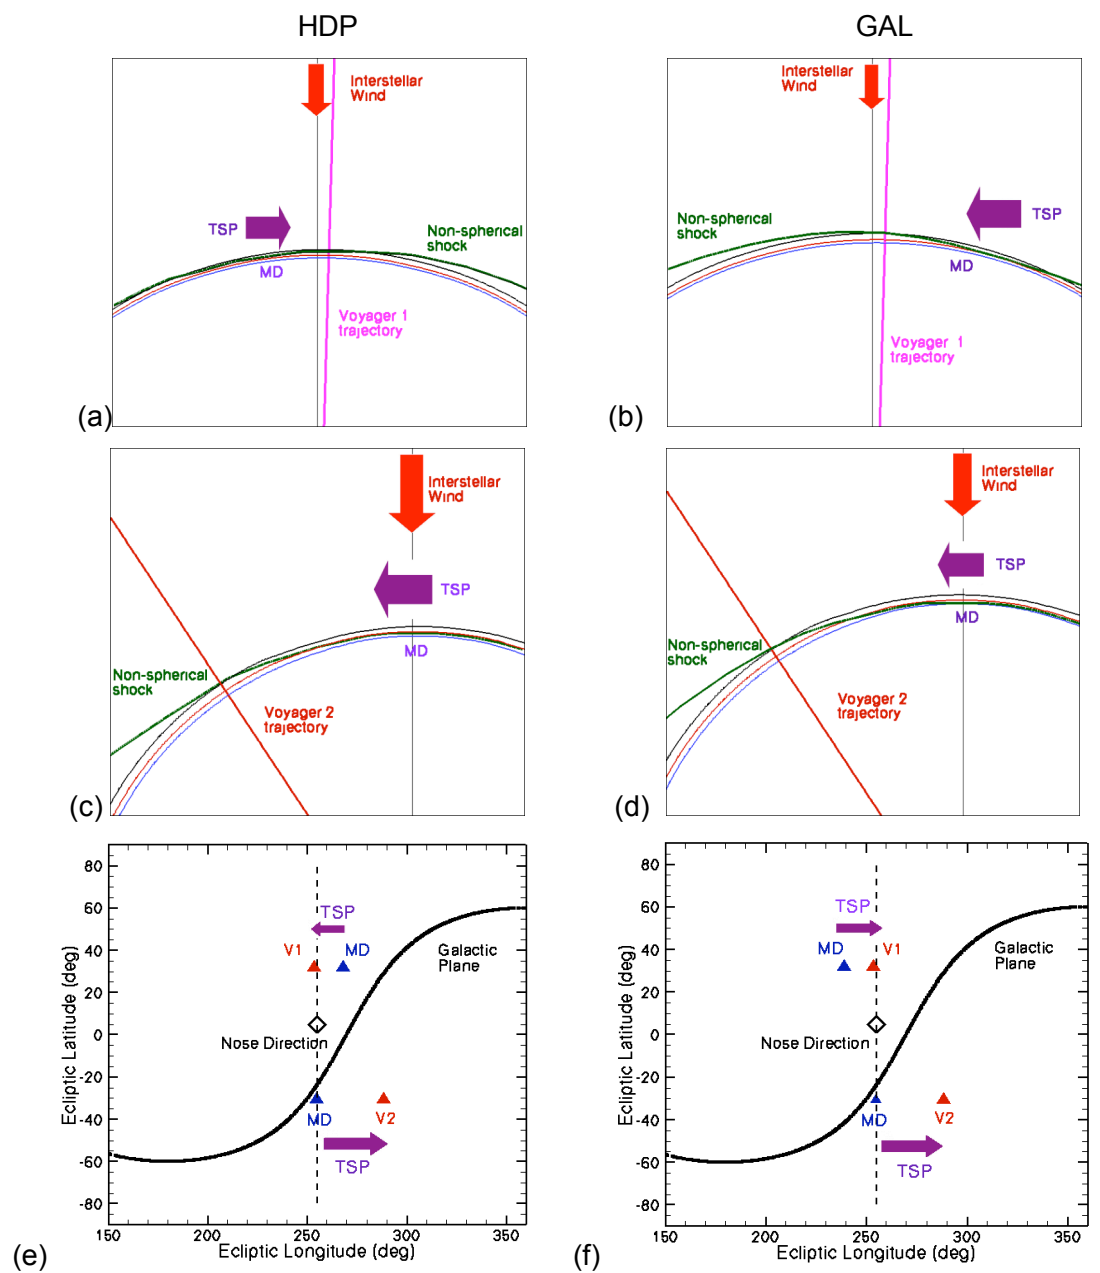 HDP
GAL
Interstellar
Wind
TSP
Non-spherical
shock
MD
Voyager 1
trajectory
(a)
Interstellar
Wind
Non-spherical
shock
TSP
MD
Voyager 1
trajectory
(b)
Interstellar
Wind
TSP
MD
Non-spherical
shock
Voyager 2
trajectory
(c)
Interstellar
Wind
TSP
MD
Non-spherical
shock
Voyager 2
trajectory
(d)
80
60
40
20
0
-20
-40
-60
-80
Ecliptic Latitude (deg)
TSP
V1
MD
Galactic
Plane
Nose Direction
MD
V2
TSP
150
200
250
300
350
Ecliptic Longitude (deg)
(e)
80
60
40
20
0
-20
-40
-60
-80
Ecliptic Latitude (deg)
TSP
MD
V1
Galactic
Plane
Nose Direction
MD
V2
TSP
150
200
250
300
350
Ecliptic Longitude (deg)
(f)